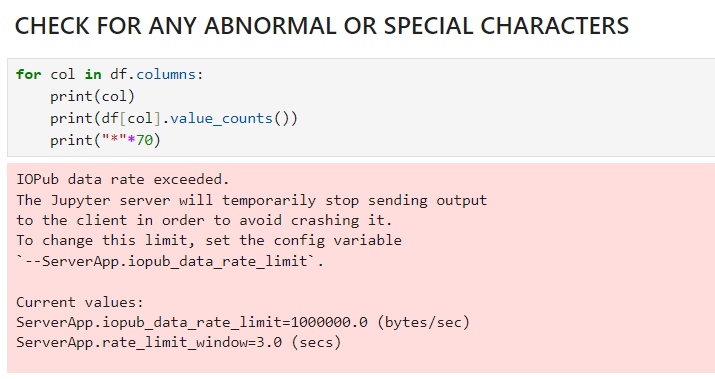 CHECK FOR ANY ABNORMAL OR SPECIAL CHARACTERS
for col in df.columns:
    print(col)
    print(df[col].value_counts())
    print("*"*70)
IOPub data rate exceeded.
The Jupyter server will temporarily stop sending output
to the client in order to avoid crashing it.
To change this limit, set the config variable
`--ServerApp.iopub_data_rate_limit`.
Current values:
ServerApp.iopub_data_rate_limit=1000000.0 (bytes/sec)
ServerApp.rate_limit_window=3.0 (secs)